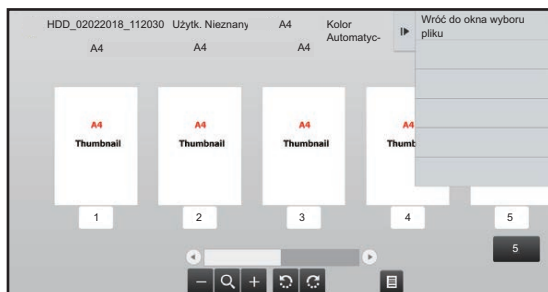 HDD_02022018_112030 Użytk. Nieznany A4 Kolor
Automatyc-
A4 A4 A4
Wróć do okna wyboru
pliku
A4 A4 A4 A4
Thumbnail Thumbnail Thumbnail Thumb
1 2 3 4 5
5